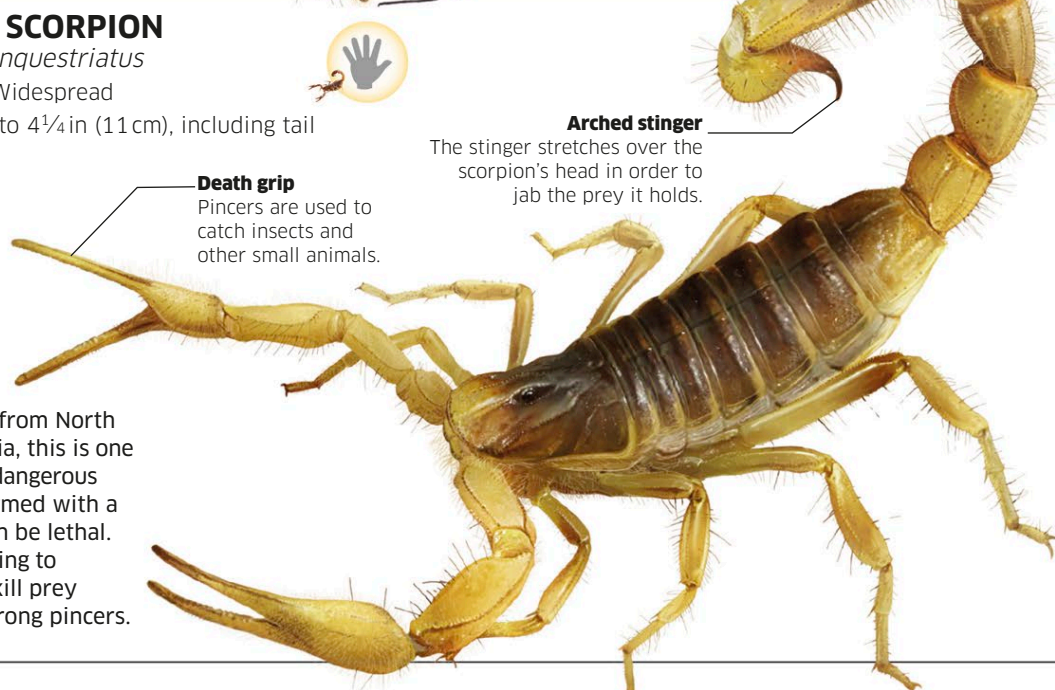 SCORPION
nquestriatus
Widespread
to 4¼ in (11 cm), including tail
Arched stinger
The stinger stretches over the
scorpion's head in order to
jab the prey it holds.
Death grip
Pincers are used to
catch insects and
other small animals.
from North
ia, this is one
dangerous
med with a
n be lethal.
ing to
kill prey
rong pincers.